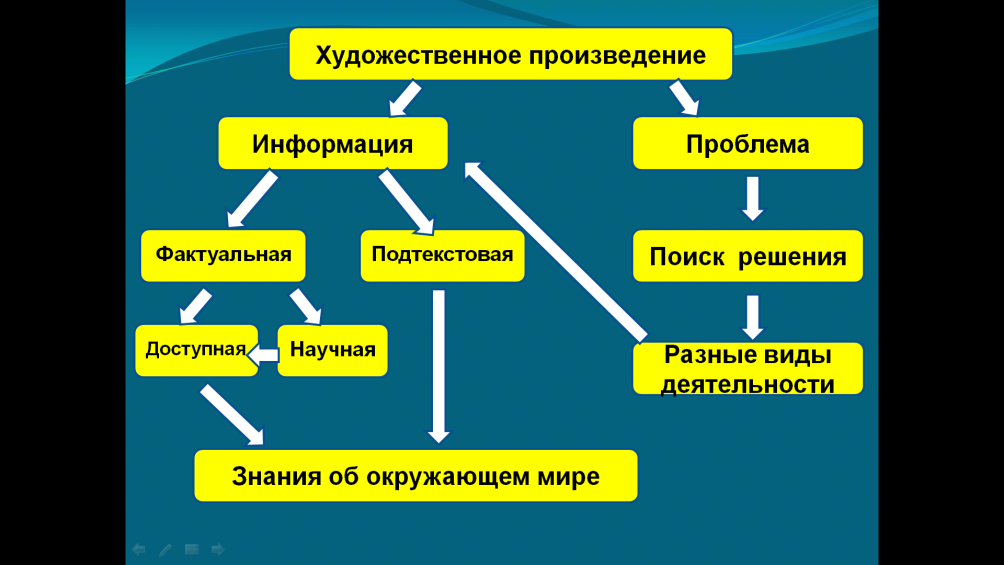 Художественное произведение
Информация
Проблема
Фактуальная
Подтекстовая
Поиск решения
Доступная
Научная
Разные виды
деятельности
Знания об окружающем мире